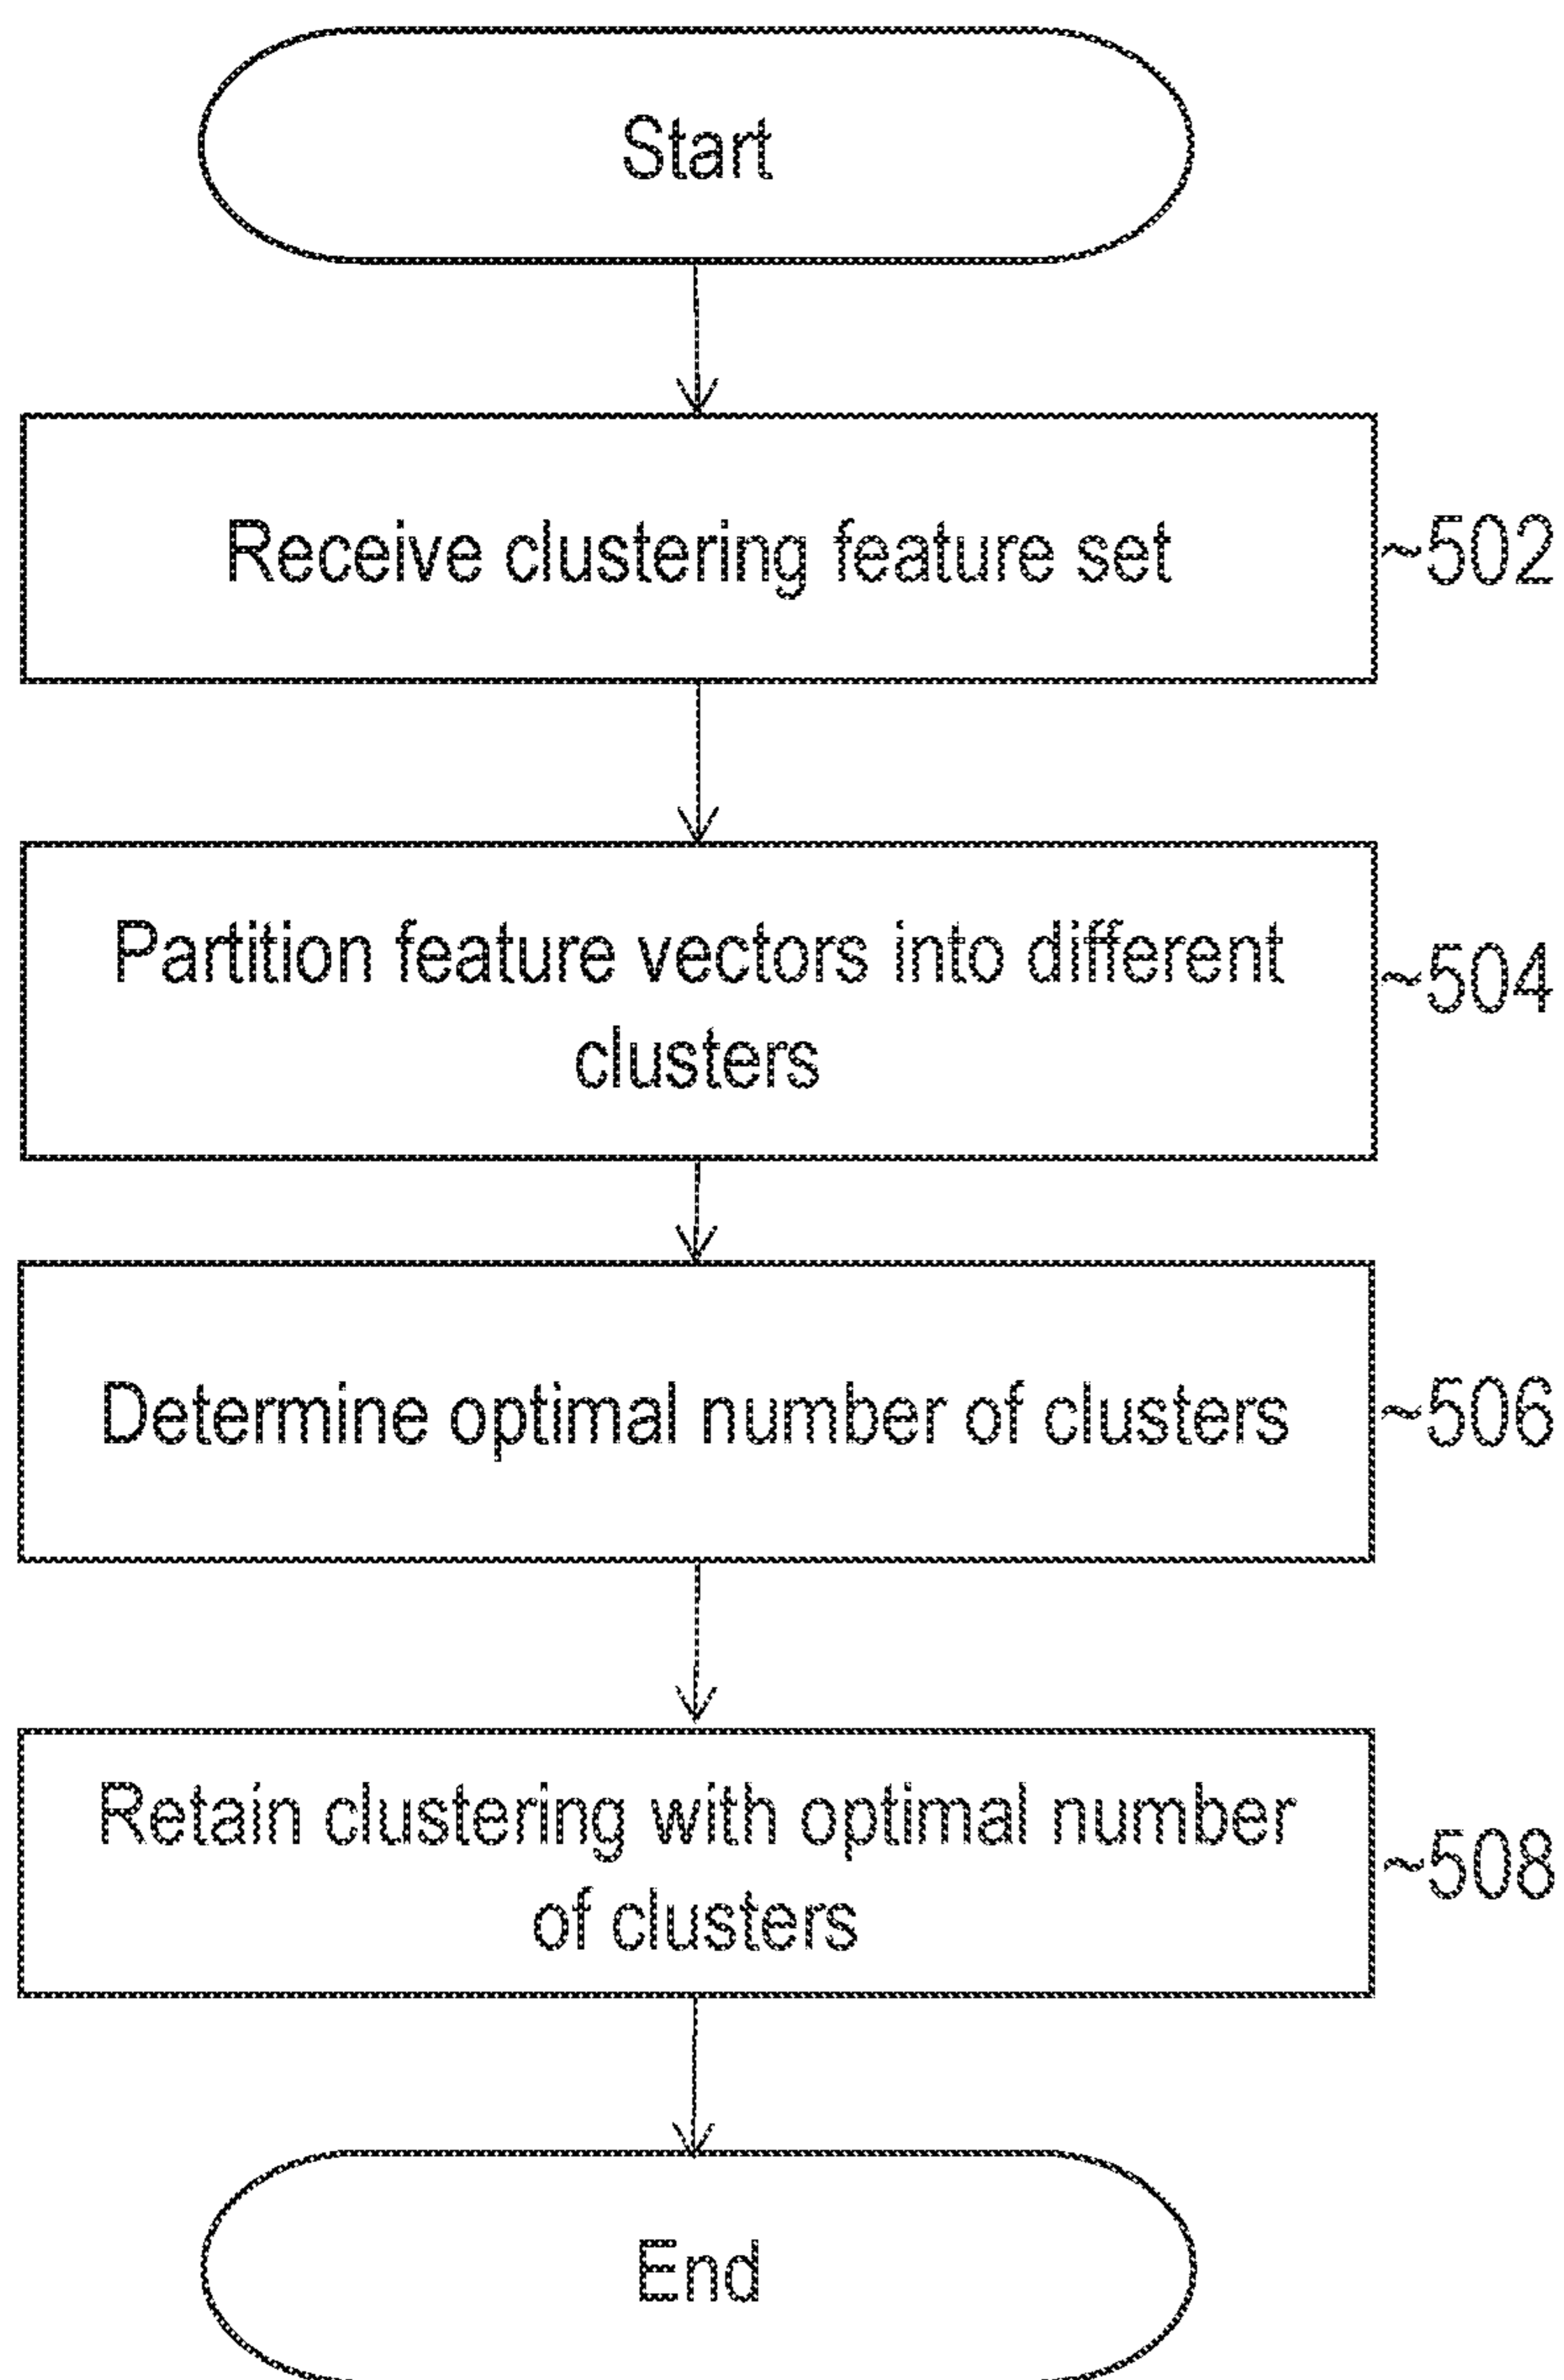 Start
Receive clustering feature set
~502
Partition feature vectors into different
clusters
~504
Determine optimal number of clusters
~506
Retain clustering with optimal number
of clusters
~508
End